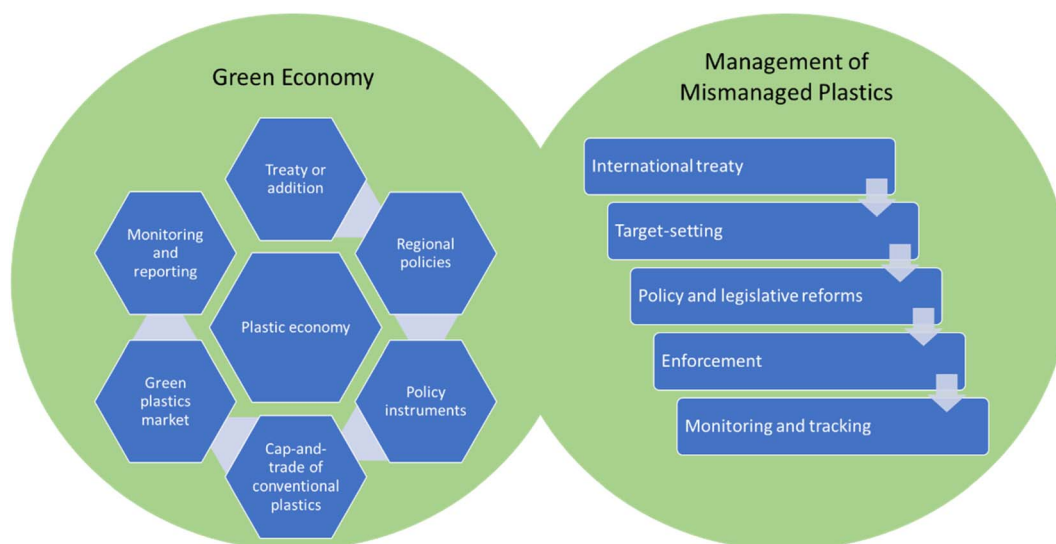 Green Economy
Treaty or
addition
Regional
policies
Policy
instruments
Cap-and-
trade of
conventional
plastics
Green
plastics
market
Monitoring
and
reporting
Plastic economy
Management of
Mismanaged Plastics
International treaty
Target-setting
Policy and legislative reforms
Enforcement
Monitoring and tracking